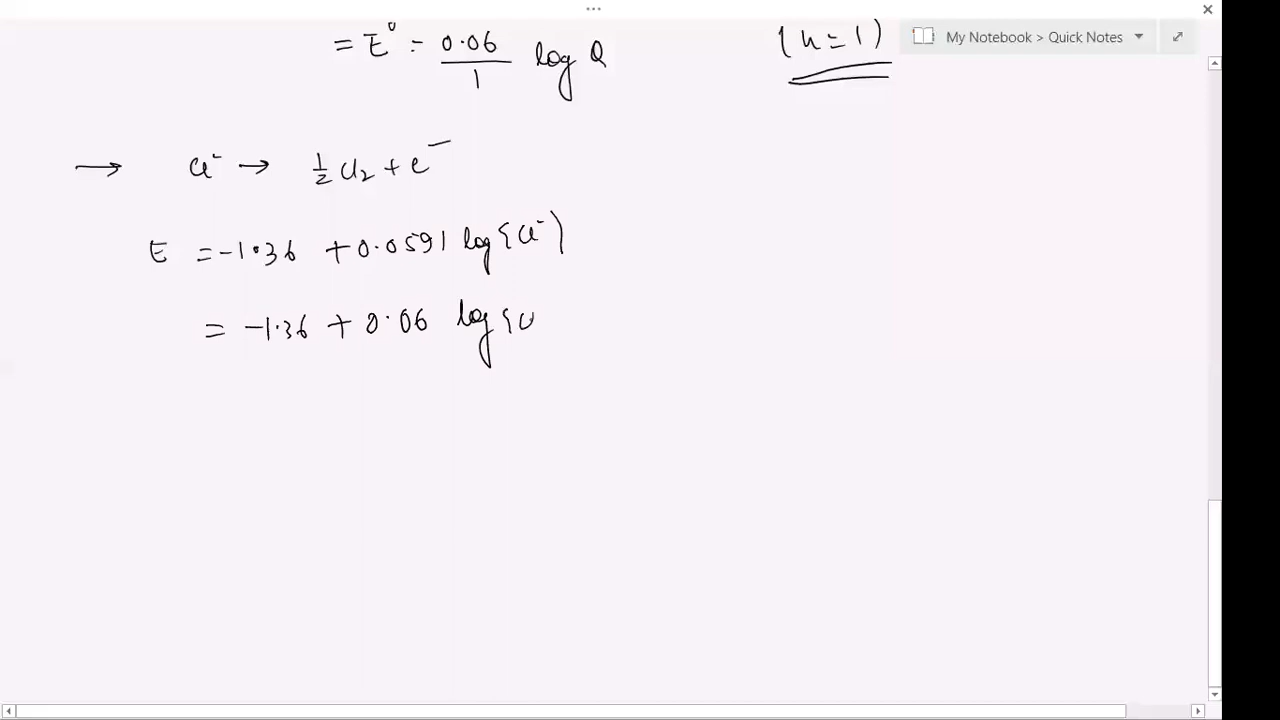 ...
= E⁰ - 0.06/1 log Q (n=1)
My Notebook > Quick Notes
→ Cl⁻ → 1/2 Cl₂ + e⁻
E = -1.36 + 0.0591 log {Cl⁻)
= -1.36 + 0.06 log {Cl